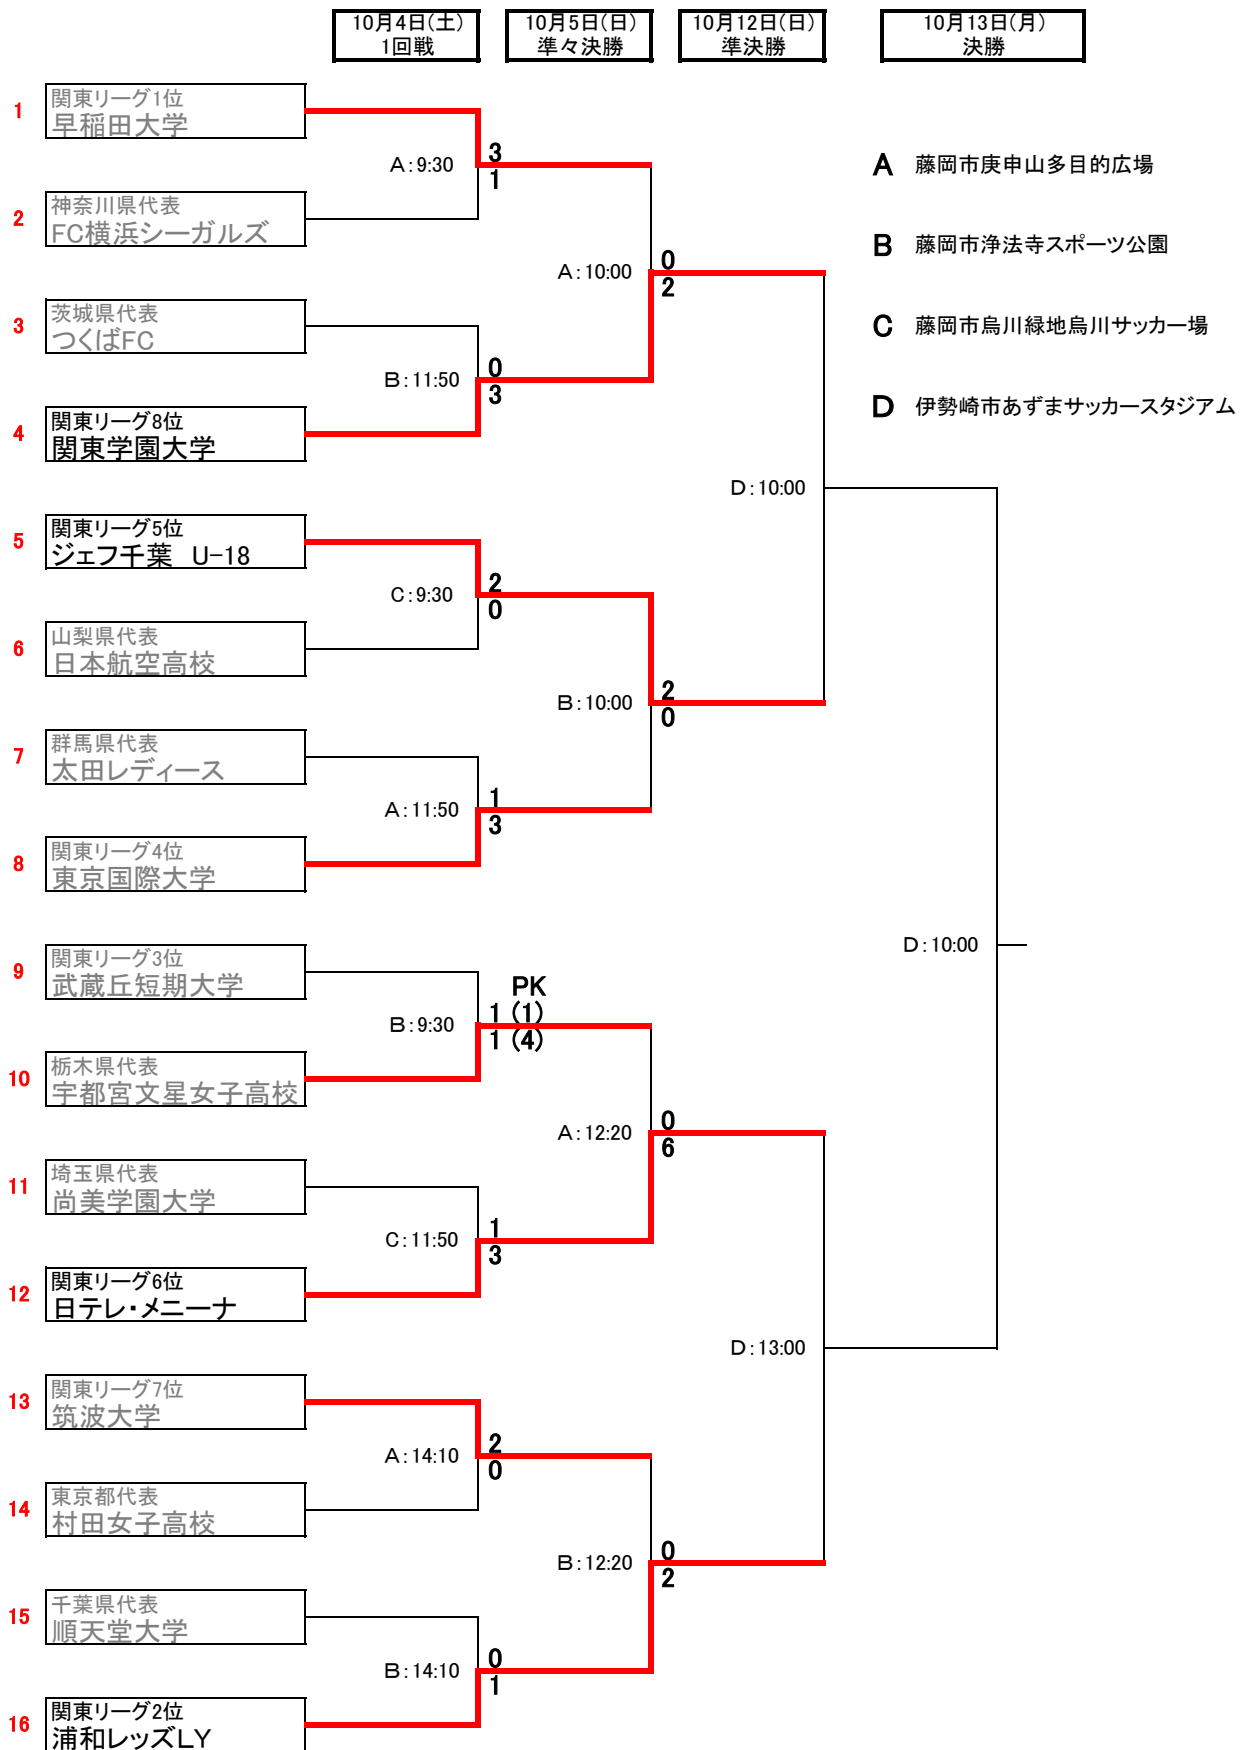 10月4日(土)
1回戦
10月5日(日)
準々決勝
10月12日(日)
準決勝
10月13日(月)
決勝
1
関東リーグ1位
早稲田大学
A:9:30
3
1
2
神奈川県代表
FC横浜シーガルズ
A:10:00
0
2
3
茨城県代表
つくばFC
B:11:50
0
3
4
関東リーグ8位
関東学園大学
D:10:00
5
関東リーグ5位
ジェフ千葉 U-18
C:9:30
2
0
6
山梨県代表
日本航空高校
B:10:00
2
0
7
群馬県代表
太田レディース
A:11:50
1
3
8
関東リーグ4位
東京国際大学
D:10:00
9
関東リーグ3位
武蔵丘短期大学
B:9:30
PK
1 (1)
1 (4)
10
栃木県代表
宇都宮文星女子高校
A:12:20
0
6
11
埼玉県代表
尚美学園大学
C:11:50
1
3
12
関東リーグ6位
日テレ・メニーナ
D:13:00
13
関東リーグ7位
筑波大学
A:14:10
2
0
14
東京都代表
村田女子高校
B:12:20
0
2
15
千葉県代表
順天堂大学
B:14:10
0
1
16
関東リーグ2位
浦和レッズLY
A 藤岡市庚申山多目的広場
B 藤岡市浄法寺スポーツ公園
C 藤岡市烏川緑地烏川サッカー場
D 伊勢崎市あずまサッカースタジアム